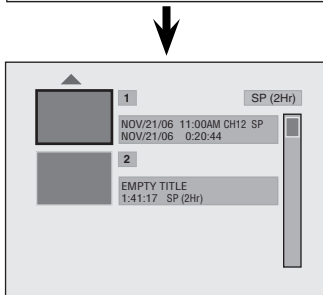 1 SP (2Hr)
NOV/21/06 11:00AM CH12 SP
NOV/21/06 0:20:44
2
EMPTY TITLE
1:41:17 SP (2Hr)